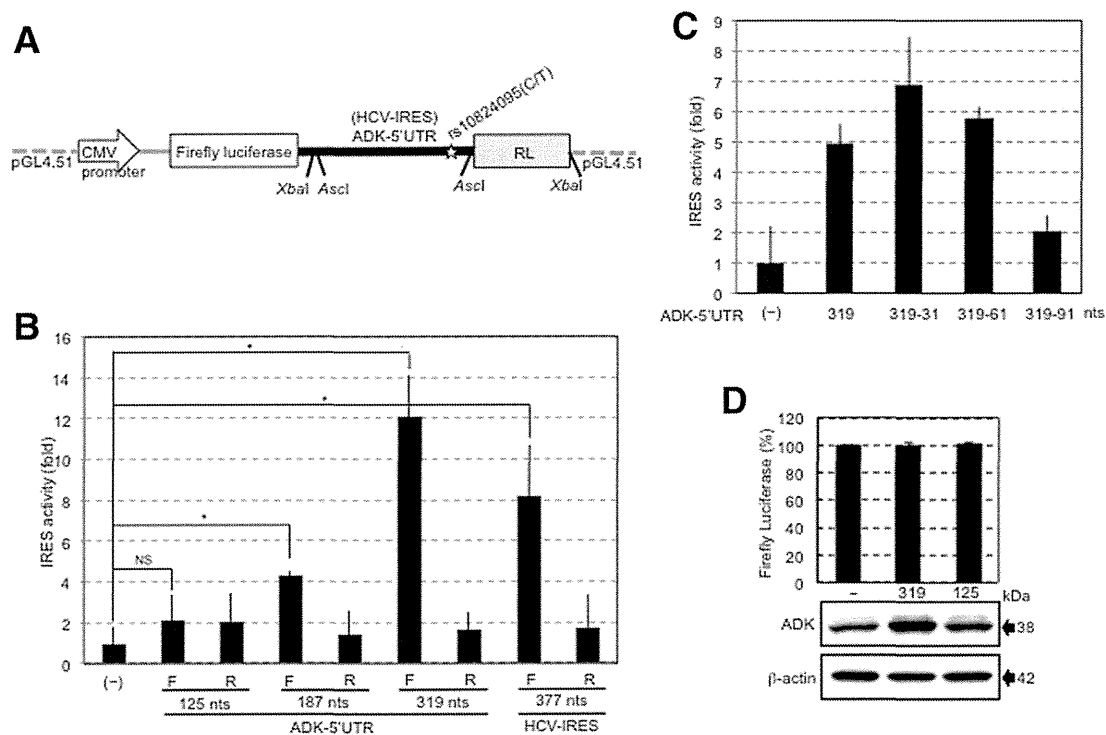 A
(HCV-IRES)
ADK-5'UTR
rs10824095(C/T)
pGL4.51
CMV
promoter
Firefly luciferase
RL
pGL4.51
XbaI
AscI
AscI
XbaI
B
IRES activity (fold)
16
14
12
10
8
6
4
2
0
*
*
*
NS
(−)
F
R
F
R
F
R
F
R
125 nts
187 nts
319 nts
377 nts
ADK-5'UTR
HCV-IRES
C
IRES activity (fold)
9
8
7
6
5
4
3
2
1
0
ADK-5'UTR
(−)
319
319-31
319-61
319-91
nts
D
Firefly Luciferase (%)
120
100
80
60
40
20
0
−
319
125
kDa
ADK
38
β-actin
42